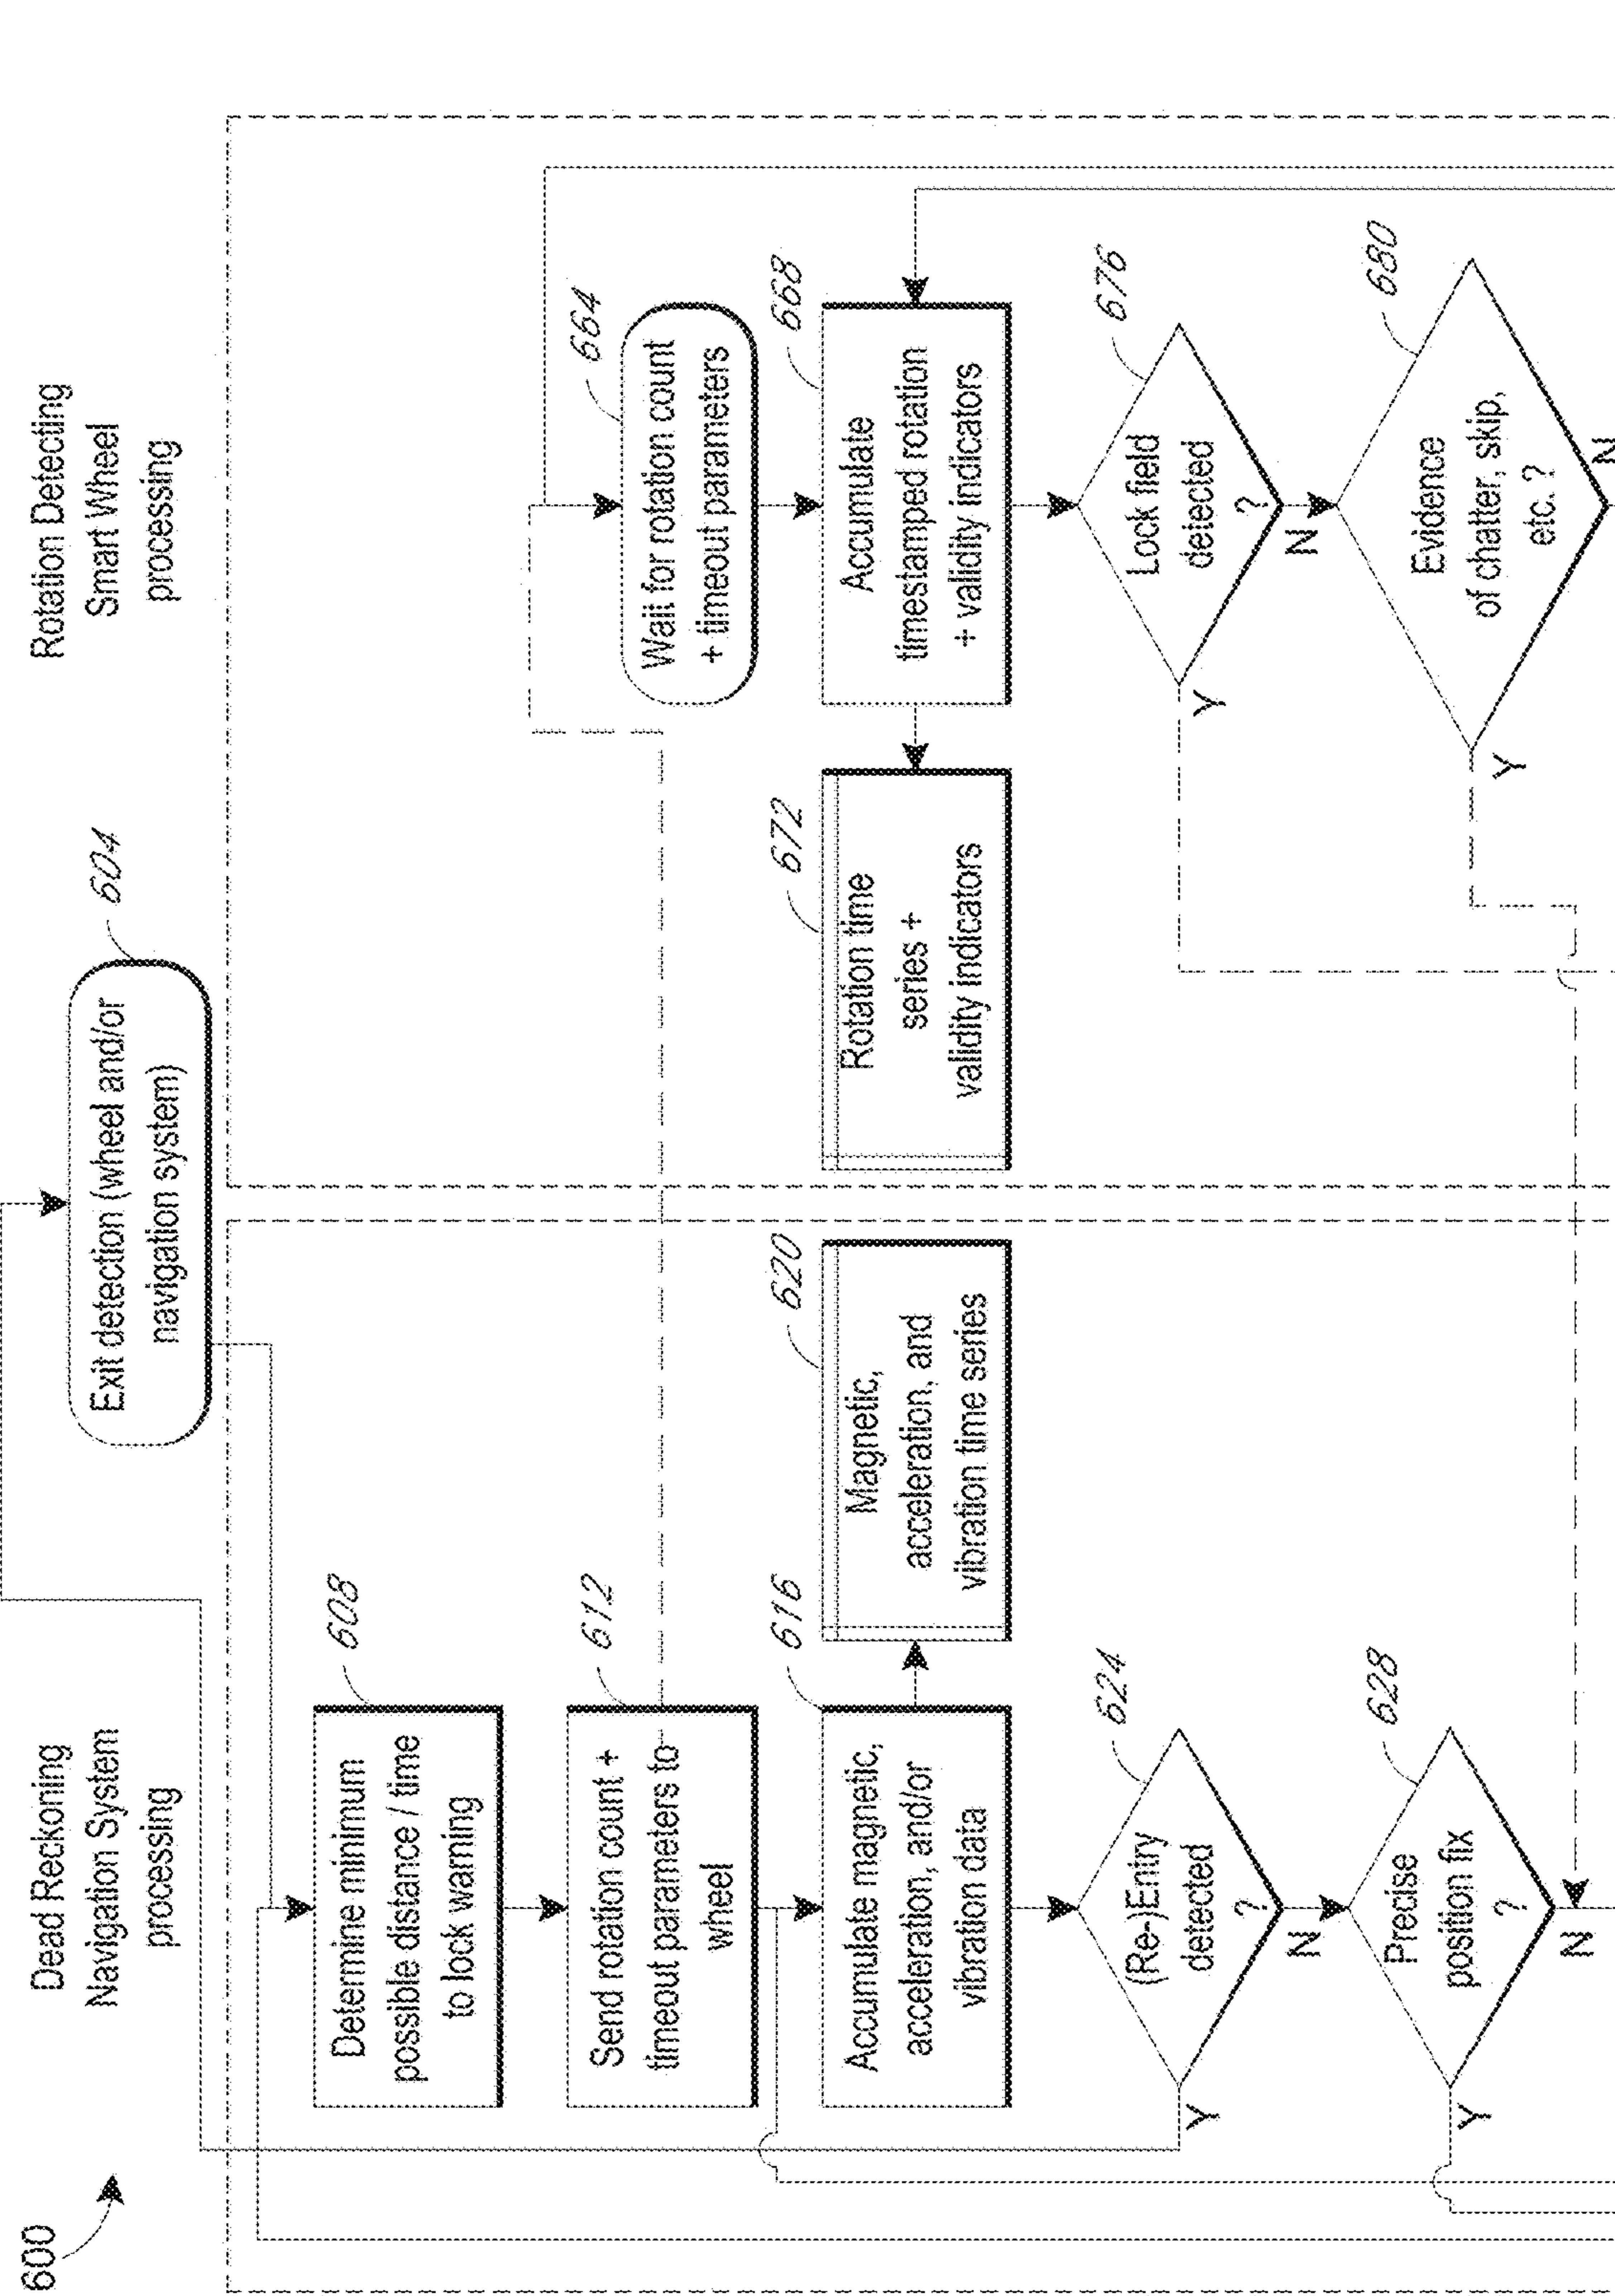 600
Dead Reckoning
Navigation System
processing
Rotation Detecting
Smart Wheel
processing
604
Exit detection (wheel and/or
navigation system)
608
Determine minimum
possible distance / time
to lock warning
612
Send rotation count +
timeout parameters to
wheel
616
Accumulate magnetic,
acceleration, and/or
vibration data
620
Magnetic,
acceleration, and
vibration time series
624
(Re-)Entry
detected
?
Y
N
628
Precise
position fix
?
Y
N
664
Wait for rotation count
+ timeout parameters
668
Accumulate
timestamped rotation
+ validity indicators
672
Rotation time
series +
validity indicators
676
Lock field
detected
?
Y
N
680
Evidence
of chatter, skip,
etc. ?
Y
N